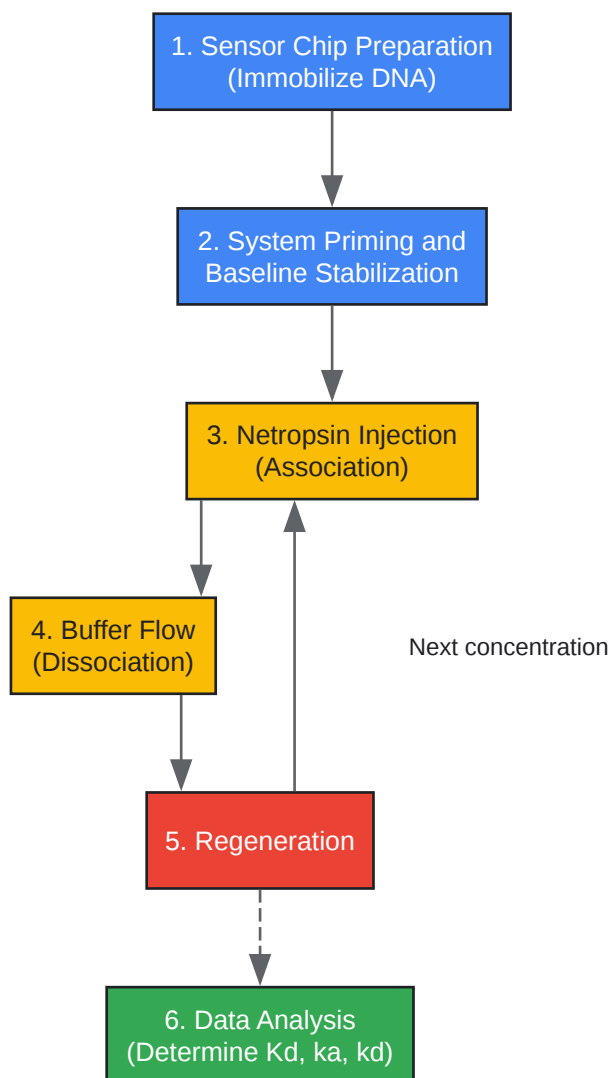 1. Sensor Chip Preparation
(Immobilize DNA)
2. System Priming and
Baseline Stabilization
3. Netropsin Injection
(Association)
4. Buffer Flow
(Dissociation)
Next concentration
5. Regeneration
6. Data Analysis
(Determine Kd, ka, kd)